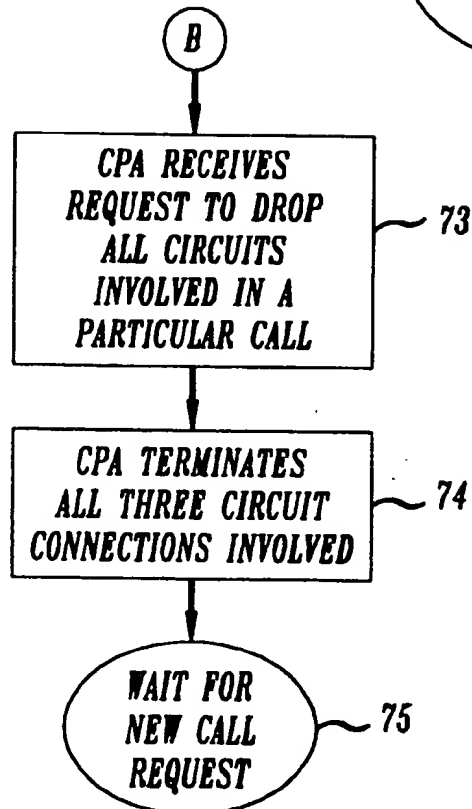 B
CPA RECEIVES
REQUEST TO DROP
ALL CIRCUITS
INVOLVED IN A
PARTICULAR CALL
73
CPA TERMINATES
ALL THREE CIRCUIT
CONNECTIONS INVOLVED
74
WAIT FOR
NEW CALL
REQUEST
75